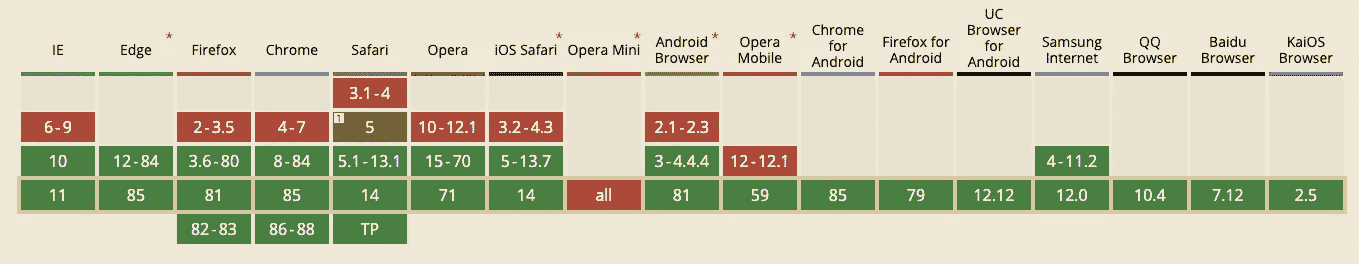 IE Edge * Firefox Chrome Safari Opera iOS Safari * Opera Mini * Android Browser * Opera Mobile * Chrome for Android Firefox for Android UC Browser for Android Samsung Internet QQ Browser Baidu Browser KaiOS Browser
3.1-4
6-9 2-3.5 4-7 1 5 10-12.1 3.2-4.3 2.1-2.3
10 12-84 3.6-80 8-84 5.1-13.1 15-70 5-13.7 3-4.4.4 12-12.1 4-11.2
11 85 81 85 14 71 14 all 81 59 85 79 12.12 12.0 10.4 7.12 2.5
82-83 86-88 TP